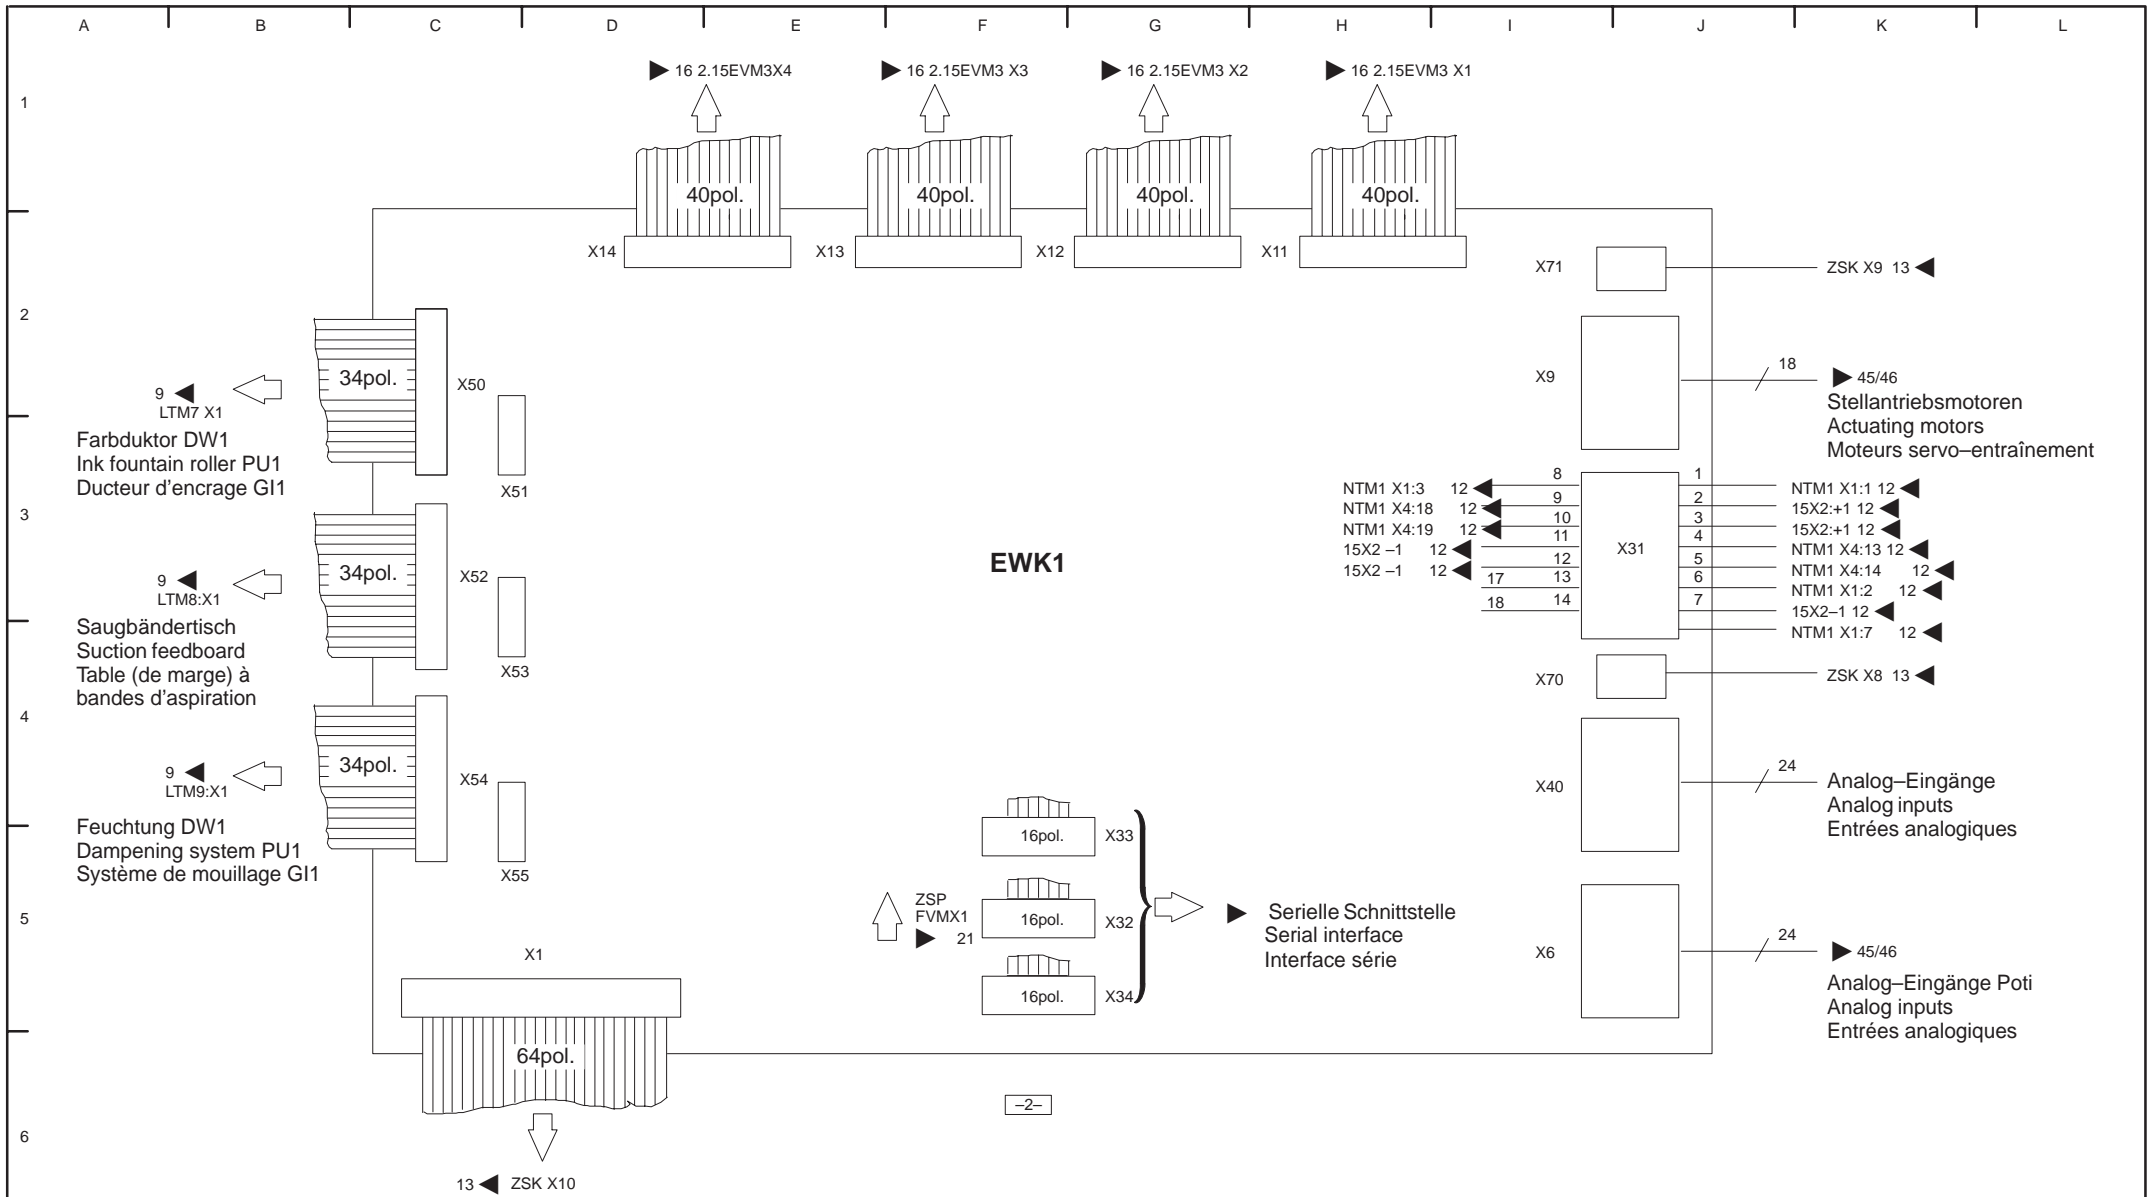 A B C D E F G H I J K L
16 2.15EVM3X4
16 2.15EVM3 X3
16 2.15EVM3 X2
16 2.15EVM3 X1
1
40pol.
40pol.
40pol.
40pol.
X14
X13
X12
X11
X71
ZSK X9 13
2
34pol.
X50
9
LTM7 X1
X9
18
45/46
Stellantriebsmotoren
Actuating motors
Moteurs servo–entraînement
Farbduktor DW1
Ink fountain roller PU1
Ducteur d'encrage GI1
X51
3
NTM1 X1:3 12
NTM1 X4:18 12
NTM1 X4:19 12
15X2 –1 12
15X2 –1 12
17
18
8
9
10
11
12
13
14
X31
1
2
3
4
5
6
7
NTM1 X1:1 12
15X2:+1 12
15X2:+1 12
NTM1 X4:13 12
NTM1 X4:14 12
NTM1 X1:2 12
15X2–1 12
NTM1 X1:7 12
EWK1
34pol.
X52
9
LTM8:X1
Saugbändertisch
Suction feedboard
Table (de marge) à
bandes d'aspiration
X53
X70
ZSK X8 13
4
34pol.
X54
9
LTM9:X1
X40
24
Analog–Eingänge
Analog inputs
Entrées analogiques
Feuchtung DW1
Dampening system PU1
Système de mouillage GI1
X55
16pol.
X33
5
ZSP
FVMX1
21
16pol.
X32
Serielle Schnittstelle
Serial interface
Interface série
16pol.
X34
X6
24
45/46
Analog–Eingänge Poti
Analog inputs
Entrées analogiques
X1
64pol.
–2–
6
13 ZSK X10